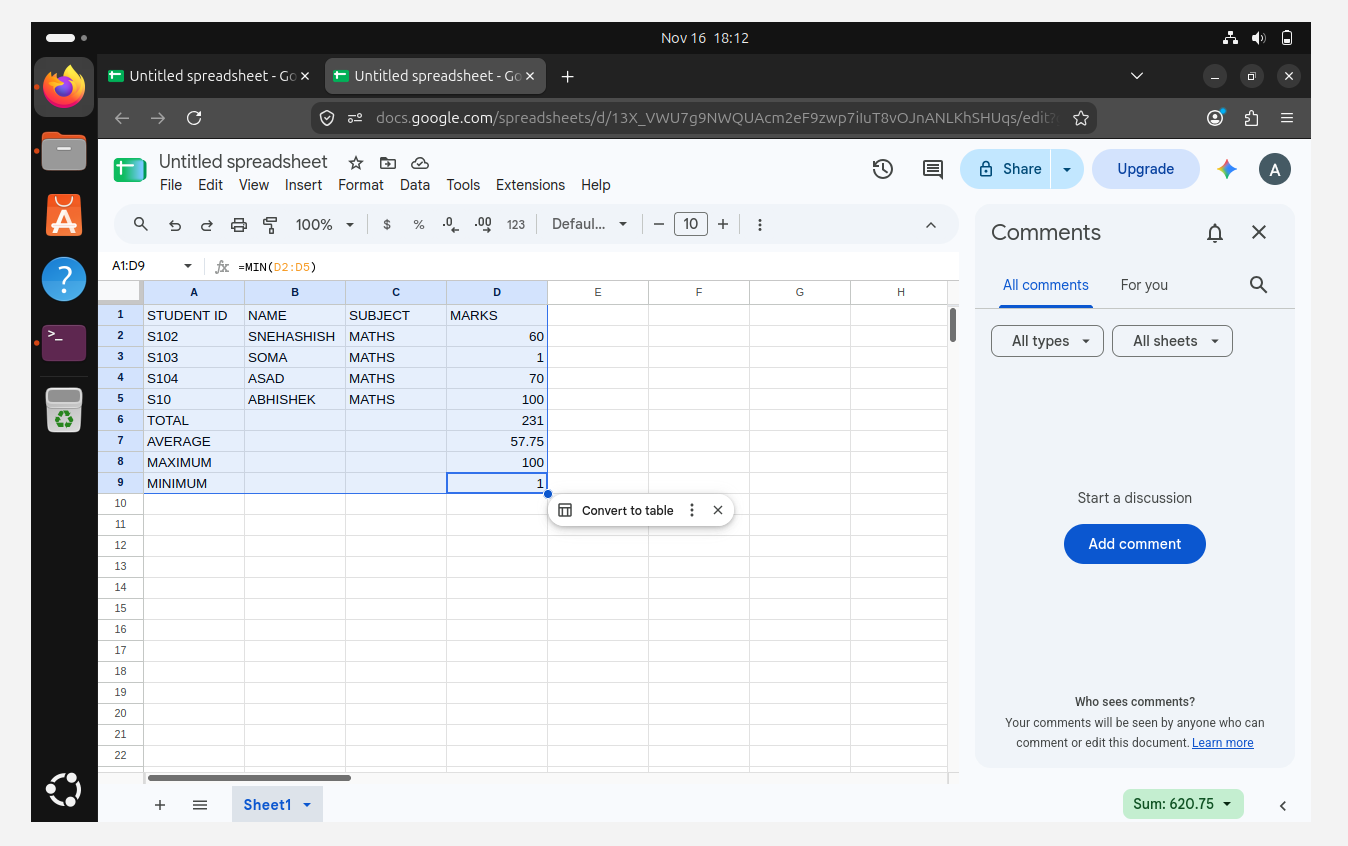 Nov 16 18:12
Untitled spreadsheet - Go
Untitled spreadsheet - Go
docs.google.com/spreadsheets/d/13X_VWU7g9NWQUAcm2eF9zwp7iIuT8vOJnANLKhSHUqs/edit?
Untitled spreadsheet
File Edit View Insert Format Data Tools Extensions Help
Share
Upgrade
A
100% $ % .0 .00 123 Defaul... 10
A1:D9 fx =MIN(D2:D5)
A B C D E F G H
1 STUDENT ID NAME SUBJECT MARKS
2 S102 SNEHASHISH MATHS 60
3 S103 SOMA MATHS 1
4 S104 ASAD MATHS 70
5 S10 ABHISHEK MATHS 100
6 TOTAL 231
7 AVERAGE 57.75
8 MAXIMUM 100
9 MINIMUM 1
10
Convert to table
11
12
13
14
15
16
17
18
19
20
21
22
Sheet1
Sum: 620.75
Comments
All comments For you
All types All sheets
Start a discussion
Add comment
Who sees comments?
Your comments will be seen by anyone who can
comment or edit this document. Learn more